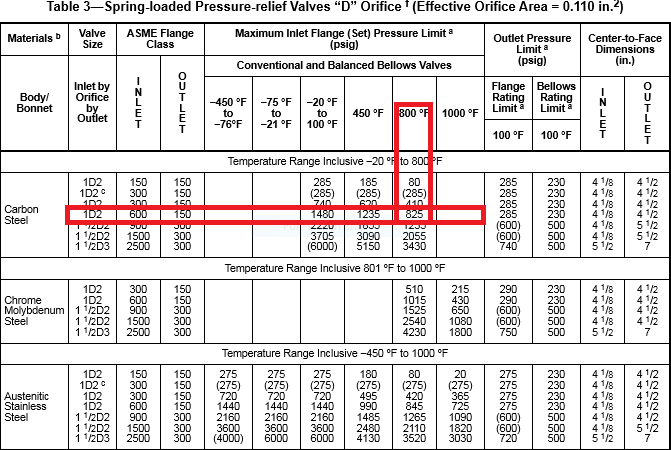 Table 3—Spring-loaded Pressure-relief Valves “D” Orifice † (Effective Orifice Area = 0.110 in.²)
Materials ᵇ Valve Size ASME Flange Class Maximum Inlet Flange (Set) Pressure Limit ᵃ (psig) Outlet Pressure Limit ᵃ (psig) Center-to-Face Dimensions (in.)
Body/Bonnet Inlet by Orifice by Outlet INLET OUTLET Conventional and Balanced Bellows Valves Flange Rating Limit ᵃ Bellows Rating Limit ᵃ INLET OUTLET
–450 °F to –76°F –75 °F to –21 °F –20 °F to 100 °F 450 °F 800 °F 1000 °F 100 °F 100 °F
Temperature Range Inclusive –20 °F to 800 °F
Carbon Steel
1D2 150 150 285 185 80 285 230 4 1/8 4 1/2
1D2 ᶜ 300 150 (285) (285) (285) 285 230 4 1/8 4 1/2
1D2 300 150 740 620 410 285 230 4 1/8 4 1/2
1D2 600 150 1480 1235 825 285 230 4 1/8 4 1/2
1 1/2D2 900 300 2220 1235 (600) 500 4 1/8 5 1/2
1 1/2D2 1500 300 3705 3090 2055 (600) 500 4 1/8 5 1/2
1 1/2D3 2500 300 (6000) 5150 3430 740 500 5 1/2 7
Temperature Range Inclusive 801 °F to 1000 °F
Chrome Molybdenum Steel
1D2 300 150 510 215 290 230 4 1/8 4 1/2
1D2 600 150 1015 430 290 230 4 1/8 4 1/2
1 1/2D2 900 300 1525 650 (600) 500 4 1/8 5 1/2
1 1/2D2 1500 300 2540 1080 (600) 500 4 1/8 5 1/2
1 1/2D3 2500 300 4230 1800 750 500 5 1/2 7
Temperature Range Inclusive –450 °F to 1000 °F
Austenitic Stainless Steel
1D2 150 150 275 275 275 180 80 20 275 230 4 1/8 4 1/2
1D2 ᶜ 300 150 (275) (275) (275) (275) (275) (275) 275 230 4 1/8 4 1/2
1D2 300 150 720 720 720 495 420 365 275 230 4 1/8 4 1/2
1D2 600 150 1440 1440 1440 990 845 725 275 230 4 1/8 4 1/2
1 1/2D2 900 300 2160 2160 2160 1485 1265 1090 (600) 500 4 1/8 5 1/2
1 1/2D2 1500 300 3600 3600 3600 2480 2110 1820 (600) 500 4 1/8 5 1/2
1 1/2D3 2500 300 (4000) 6000 6000 4130 3520 3030 720 500 5 1/2 7